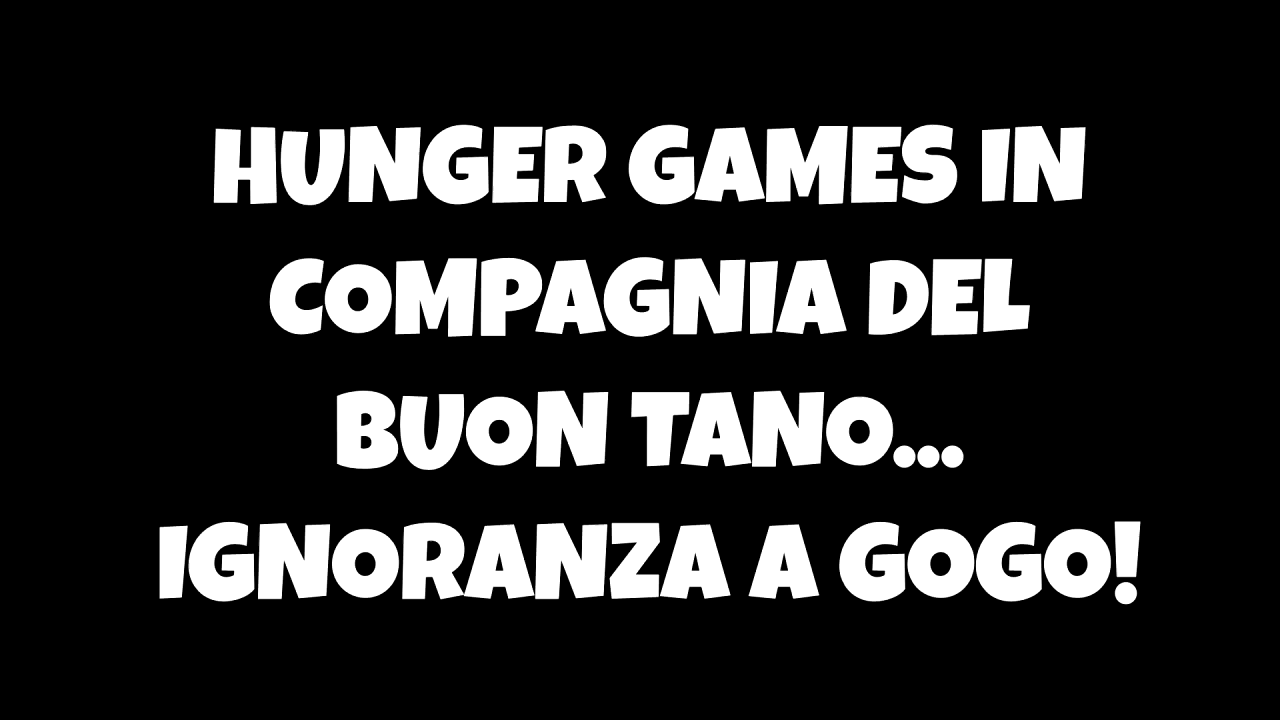 HUNGER GAMES IN
COMPAGNIA DEL
BUON TANO...
IGNORANZA A GOGO!